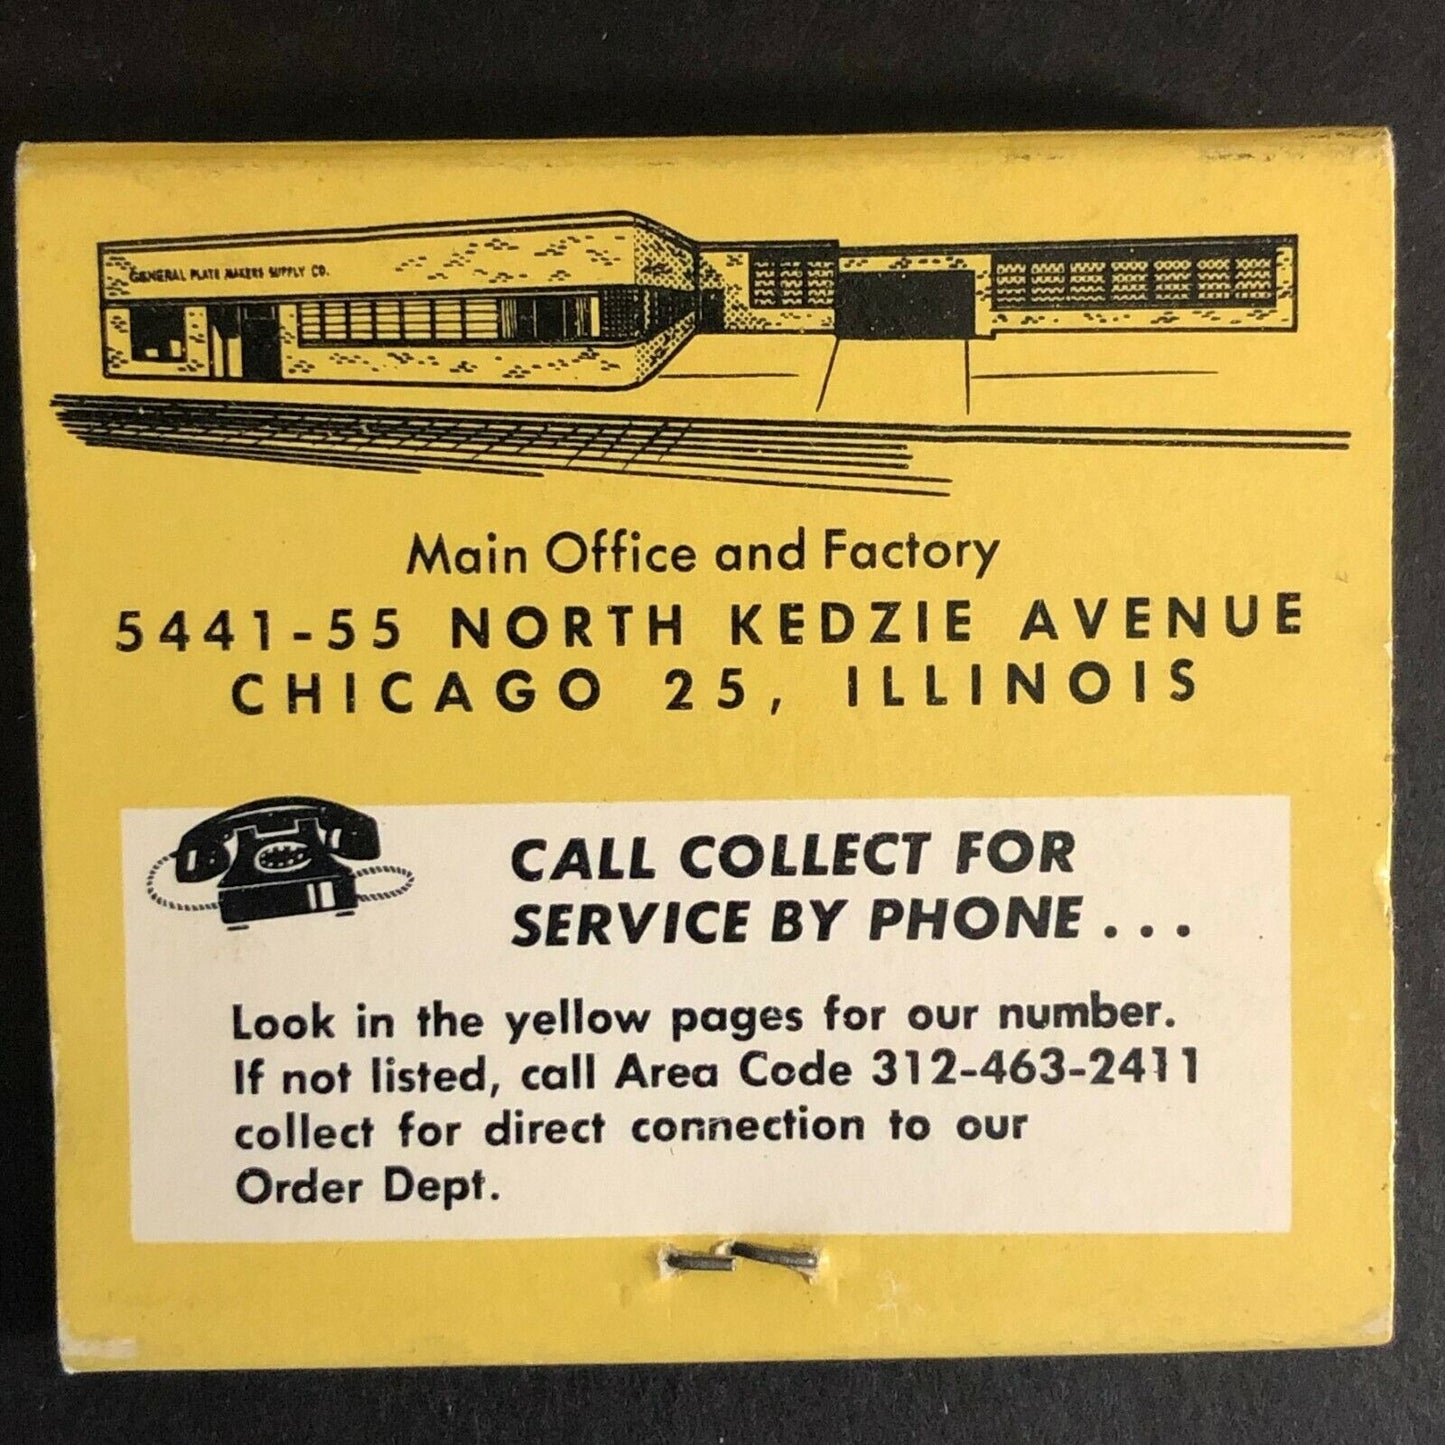 GENERAL PLATE MAKERS SUPPLY CO.
Main Office and Factory
5441-55 NORTH KEDZIE AVENUE
CHICAGO 25, ILLINOIS
CALL COLLECT FOR
SERVICE BY PHONE . . .
Look in the yellow pages for our number.
If not listed, call Area Code 312-463-2411
collect for direct connection to our
Order Dept.